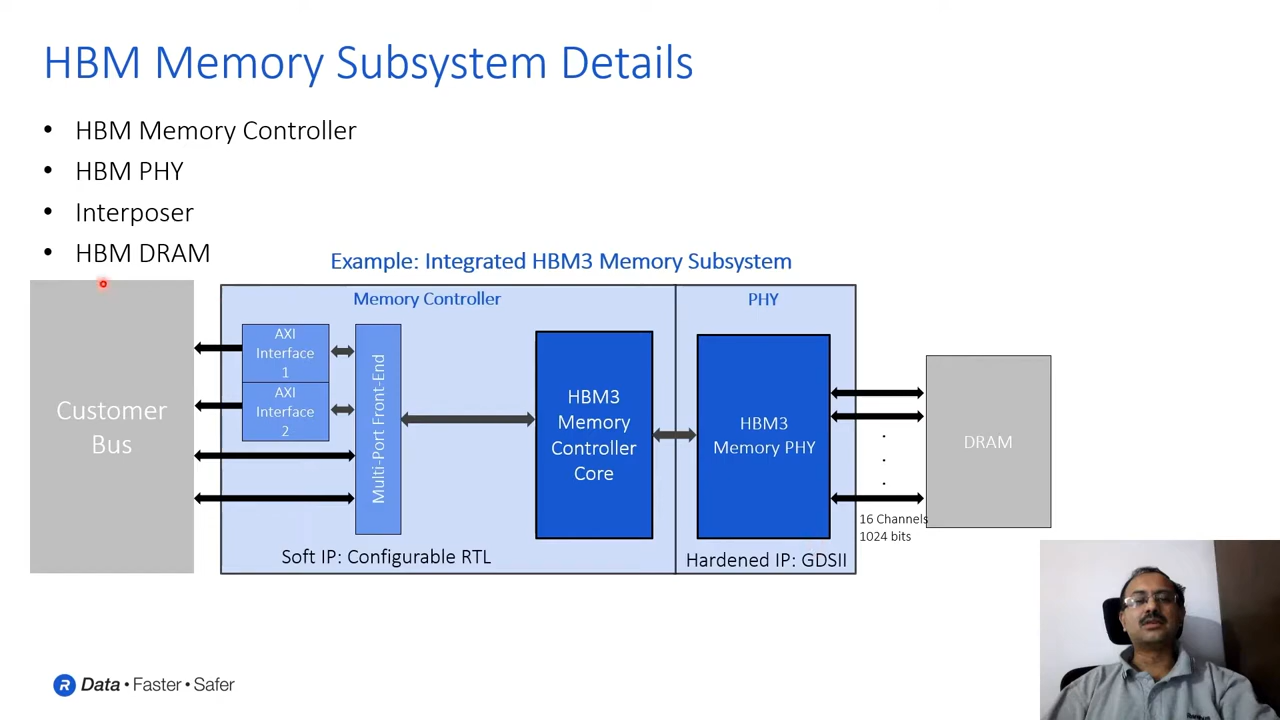 HBM Memory Subsystem Details
• HBM Memory Controller
• HBM PHY
• Interposer
• HBM DRAM
Example: Integrated HBM3 Memory Subsystem
Memory Controller
PHY
Customer
Bus
AXI
Interface
1
AXI
Interface
2
Multi-Port Front-End
HBM3
Memory
Controller
Core
HBM3
Memory PHY
DRAM
16 Channels
1024 bits
Soft IP: Configurable RTL
Hardened IP: GDSII
R Data • Faster • Safer